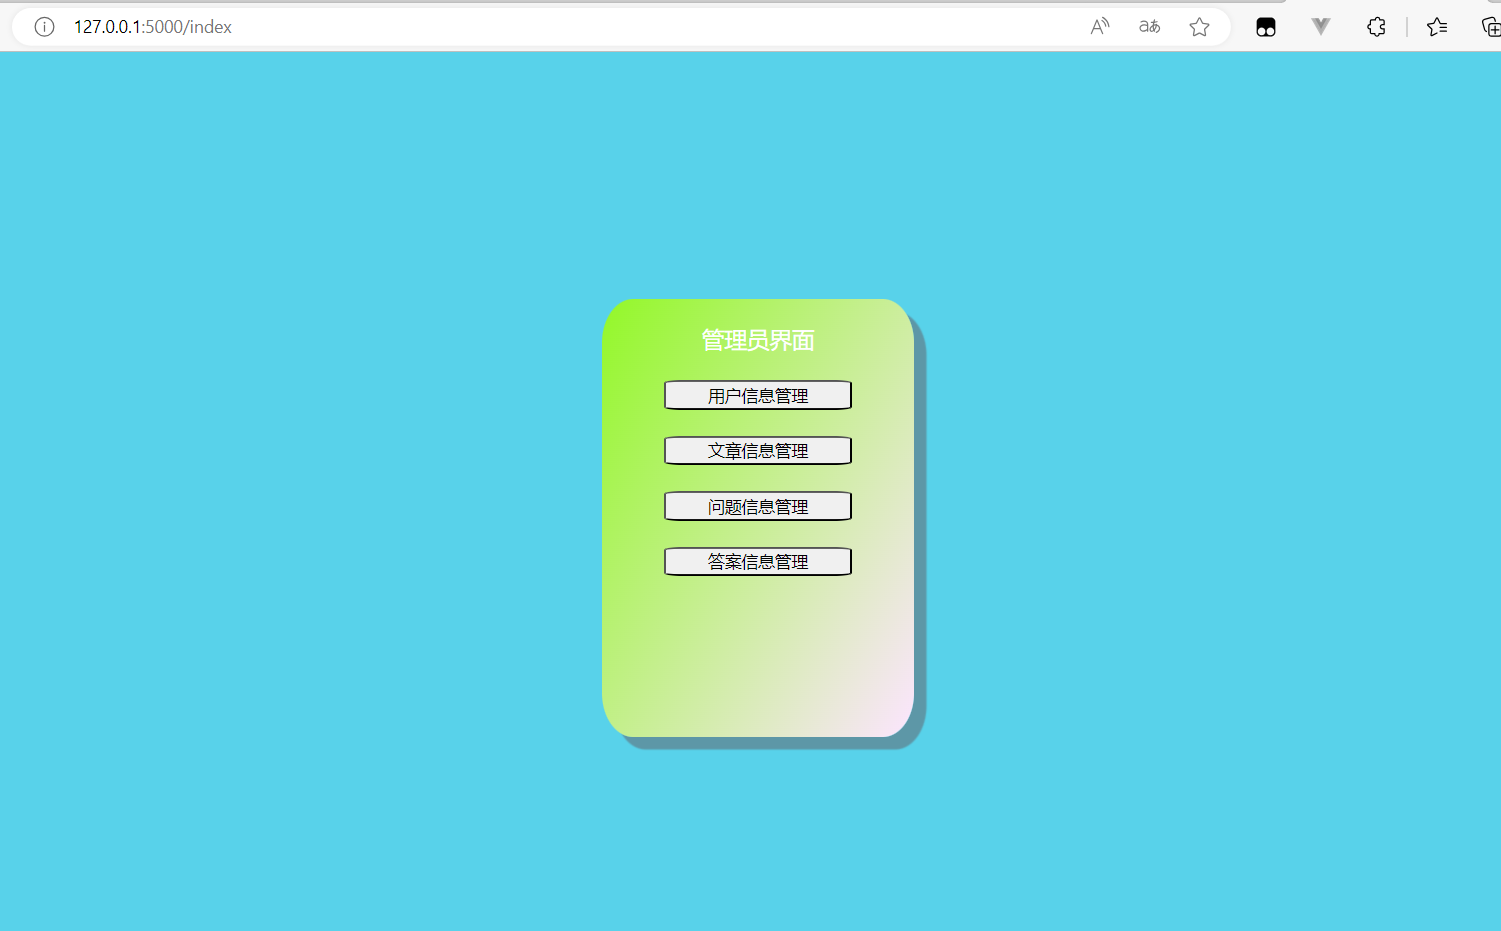 127.0.0.1:5000/index
管理员界面
用户信息管理
文章信息管理
问题信息管理
答案信息管理